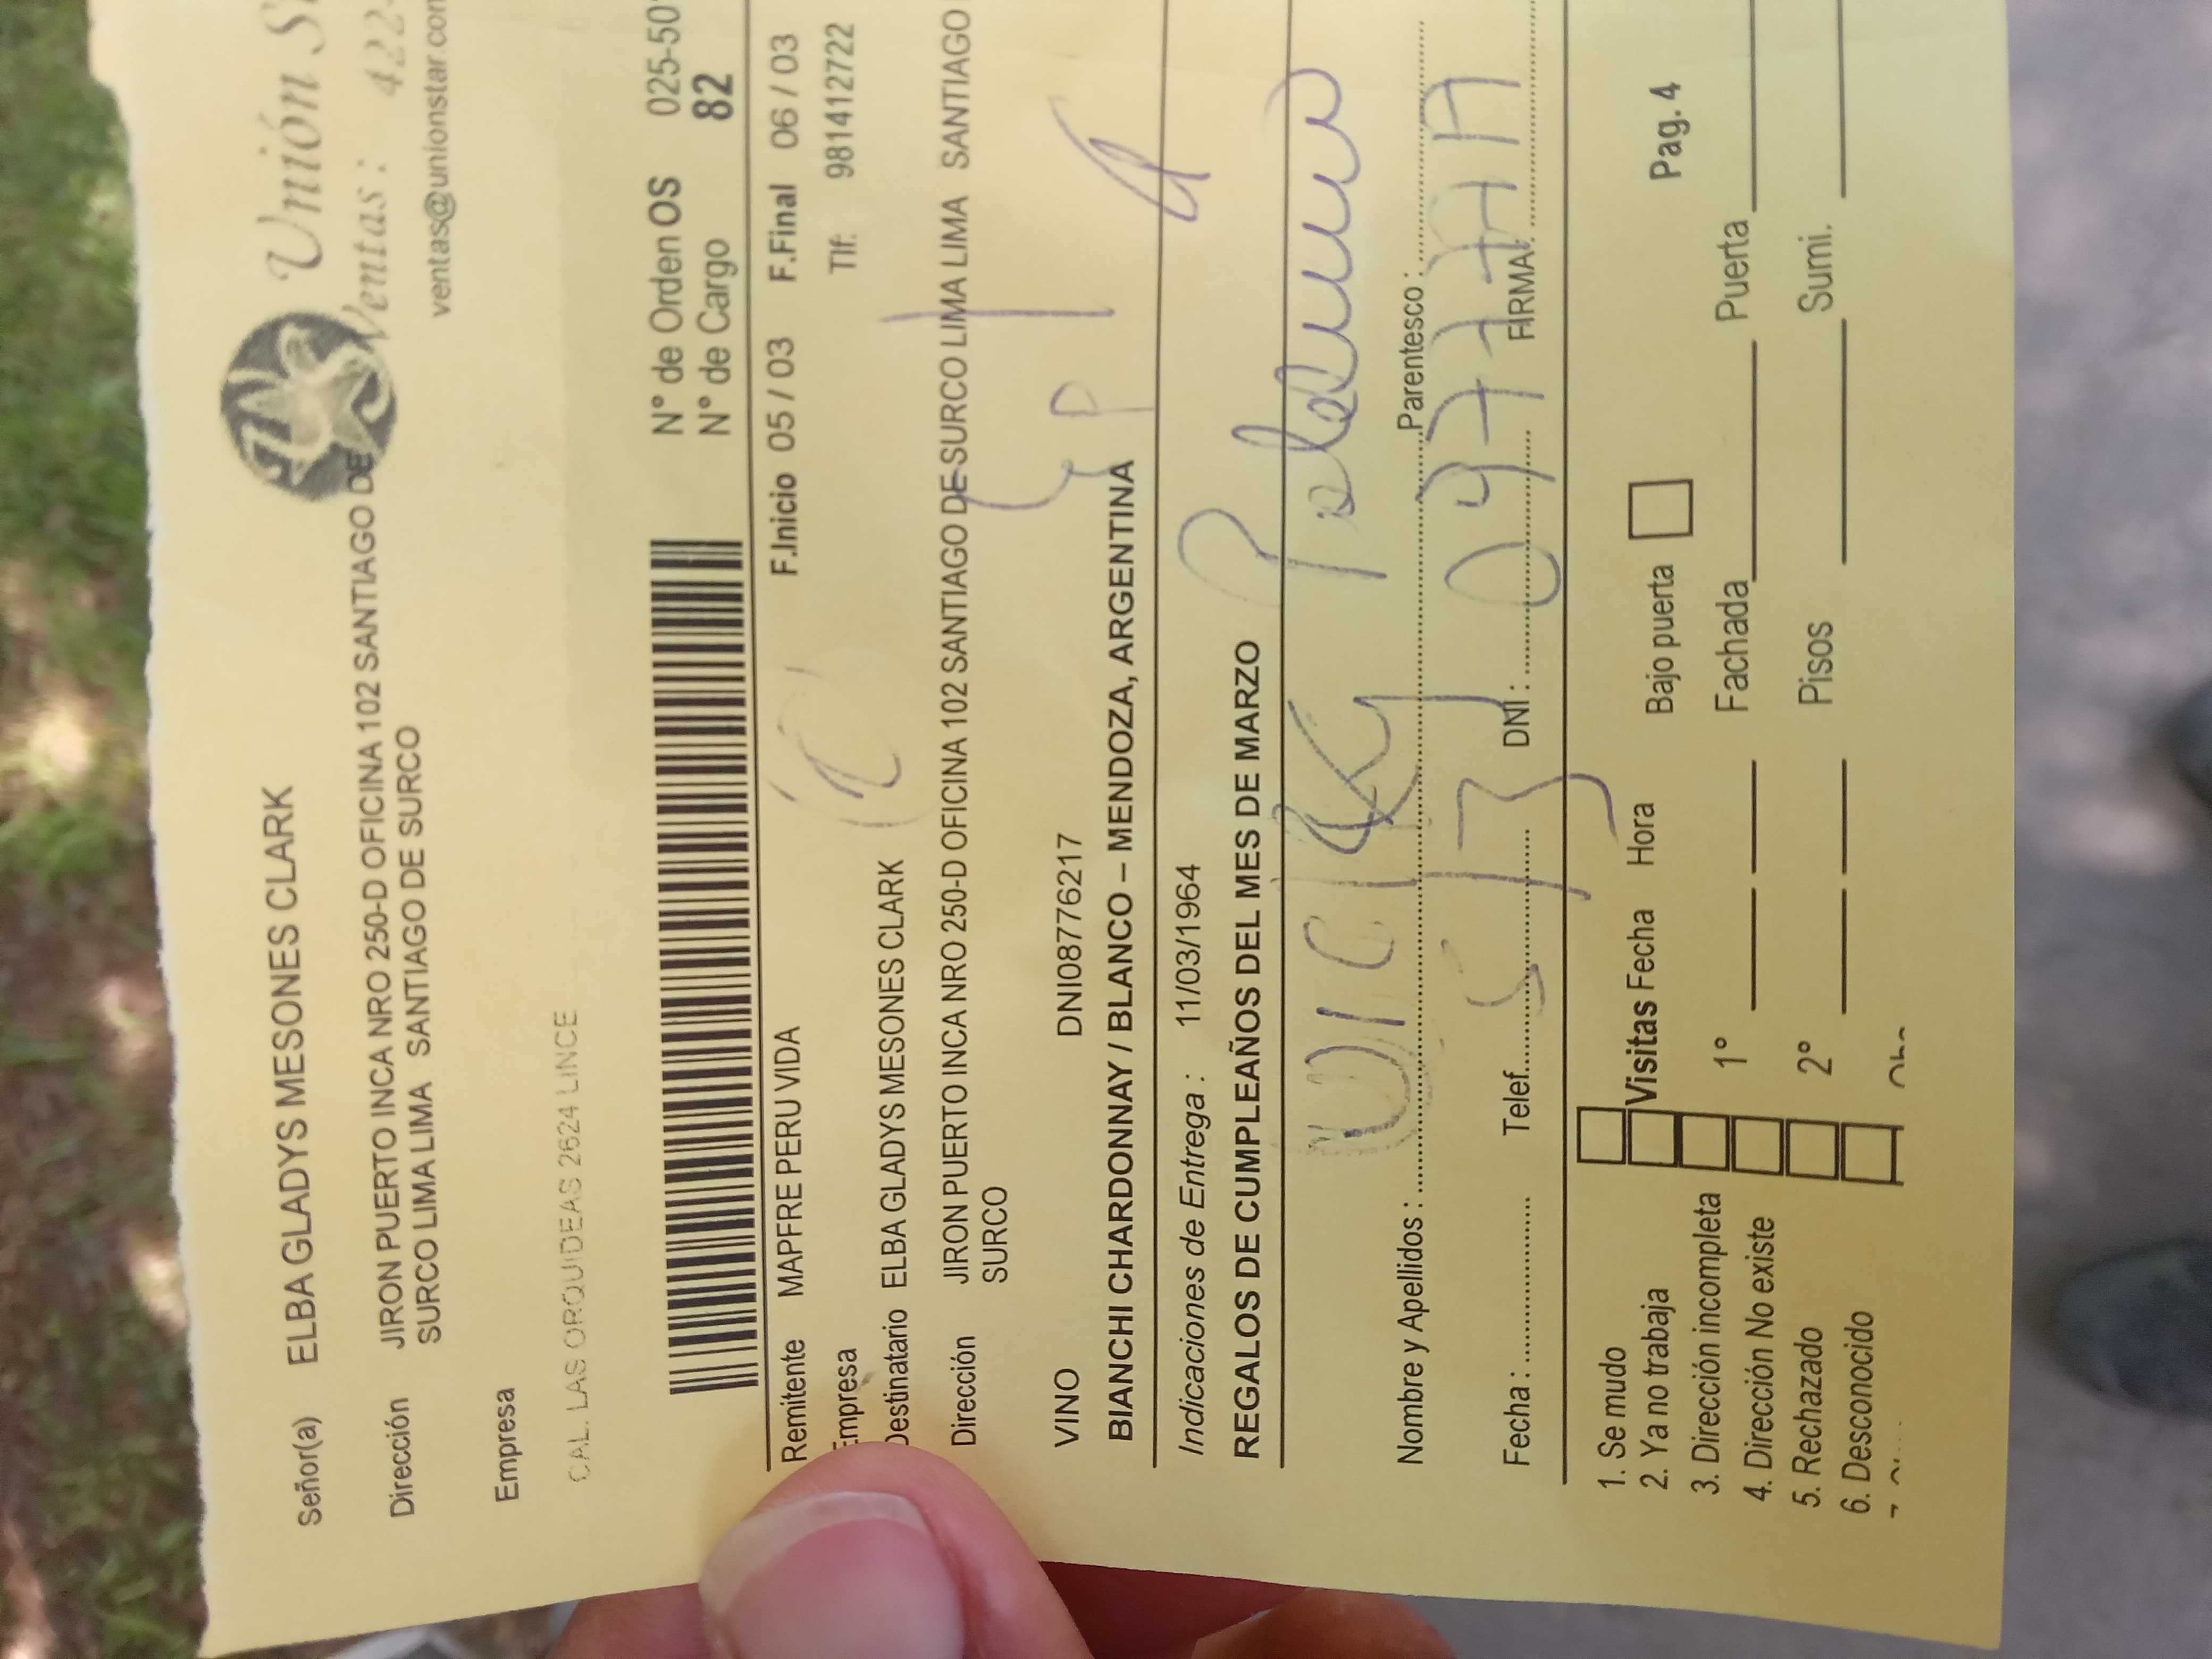 Unión S
Ventas: 422-
ventas@unionstar.com
Señor(a) ELBA GLADYS MESONES CLARK
Dirección JIRON PUERTO INCA NRO 250-D OFICINA 102 SANTIAGO DE
SURCO LIMA LIMA SANTIAGO DE SURCO
Empresa
CAL. LAS ORQUIDEAS 2624 LINCE
N° de Orden OS 025-50
N° de Cargo 82
Remitente MAPFRE PERU VIDA F.Inicio 05 / 03 F.Final 06 / 03
Empresa Tlf: 981412722
Destinatario ELBA GLADYS MESONES CLARK
Dirección JIRON PUERTO INCA NRO 250-D OFICINA 102 SANTIAGO DE SURCO LIMA LIMA SANTIAGO
SURCO
VINO DNI08776217
BIANCHI CHARDONNAY / BLANCO – MENDOZA, ARGENTINA
Indicaciones de Entrega : 11/03/1964
REGALOS DE CUMPLEAÑOS DEL MES DE MARZO
Nombre y Apellidos : Parentesco :
Fecha : Telef. DNI : FIRMA:
1. Se mudo
2. Ya no trabaja Visitas Fecha Hora Bajo puerta Pag. 4
3. Dirección incompleta
4. Dirección No existe 1° Fachada Puerta
5. Rechazado
6. Desconocido 2° Pisos Sumi.